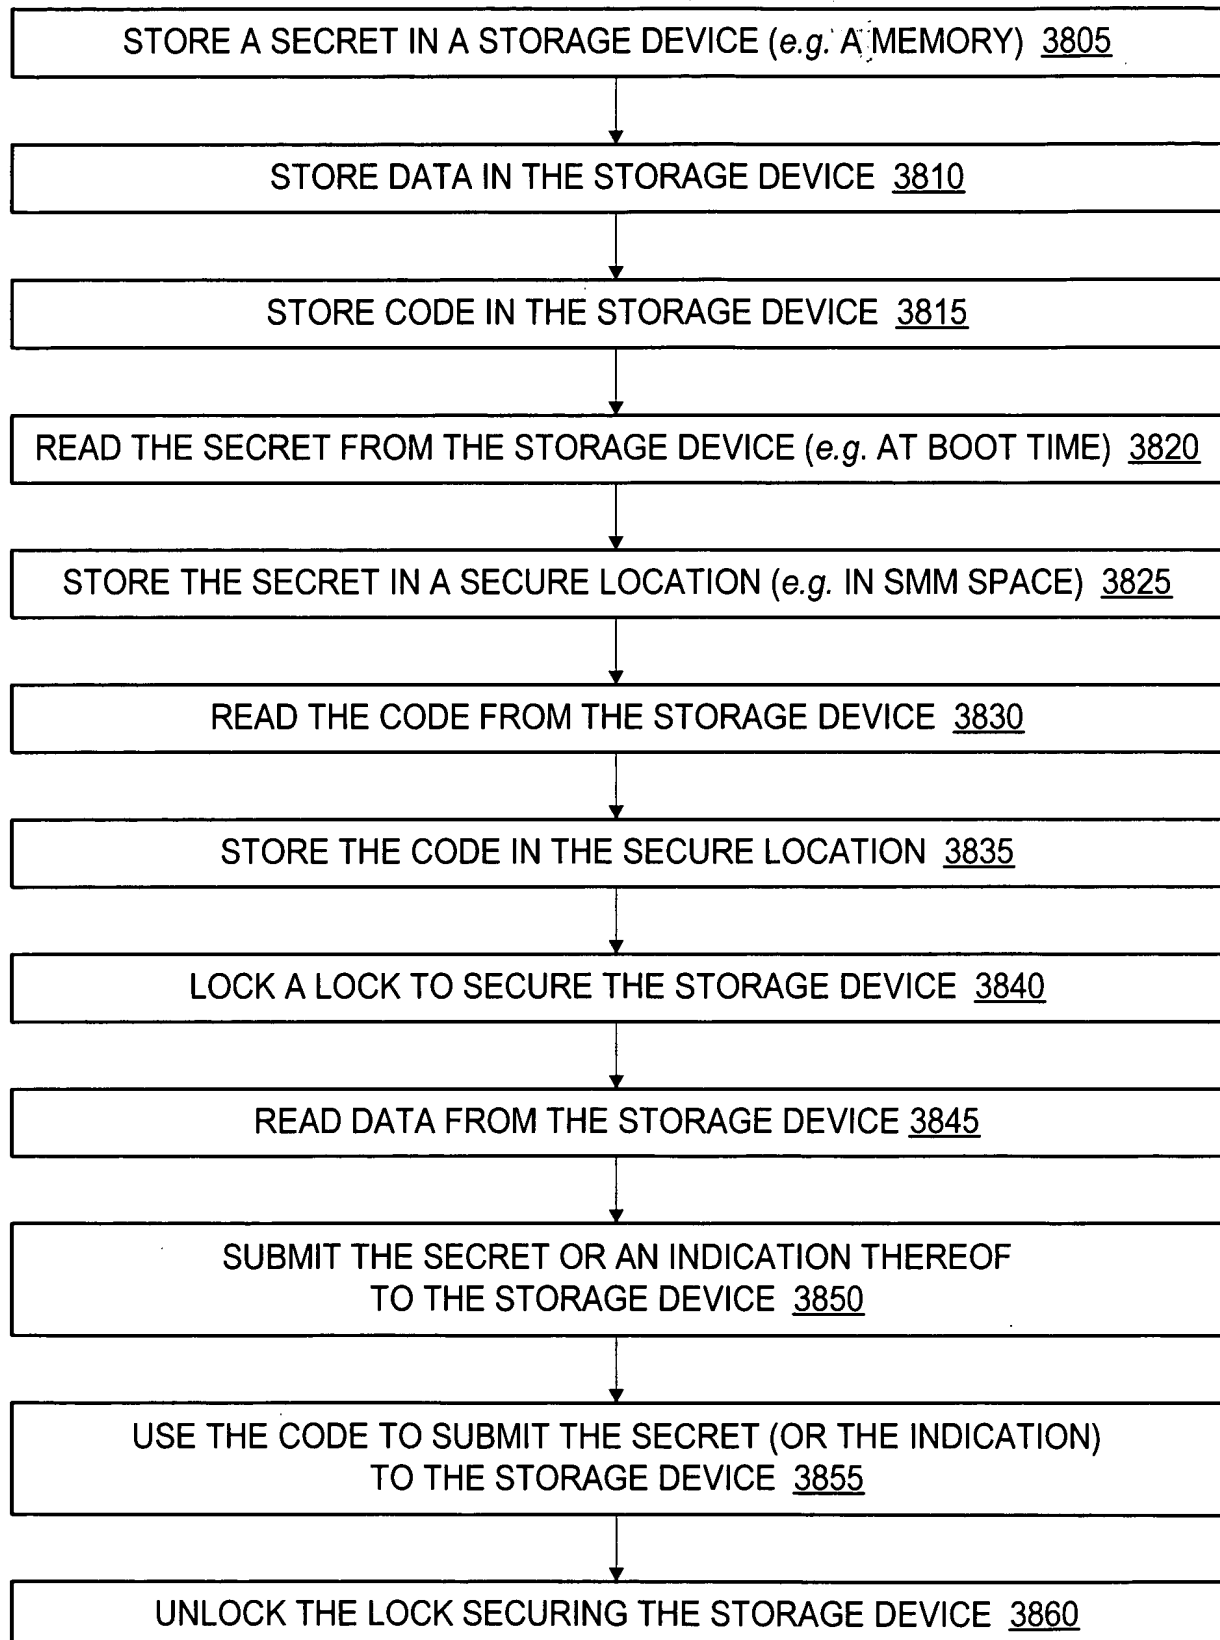 STORE A SECRET IN A STORAGE DEVICE (e.g. A MEMORY) 3805
STORE DATA IN THE STORAGE DEVICE 3810
STORE CODE IN THE STORAGE DEVICE 3815
READ THE SECRET FROM THE STORAGE DEVICE (e.g. AT BOOT TIME) 3820
STORE THE SECRET IN A SECURE LOCATION (e.g. IN SMM SPACE) 3825
READ THE CODE FROM THE STORAGE DEVICE 3830
STORE THE CODE IN THE SECURE LOCATION 3835
LOCK A LOCK TO SECURE THE STORAGE DEVICE 3840
READ DATA FROM THE STORAGE DEVICE 3845
SUBMIT THE SECRET OR AN INDICATION THEREOF
TO THE STORAGE DEVICE 3850
USE THE CODE TO SUBMIT THE SECRET (OR THE INDICATION)
TO THE STORAGE DEVICE 3855
UNLOCK THE LOCK SECURING THE STORAGE DEVICE 3860